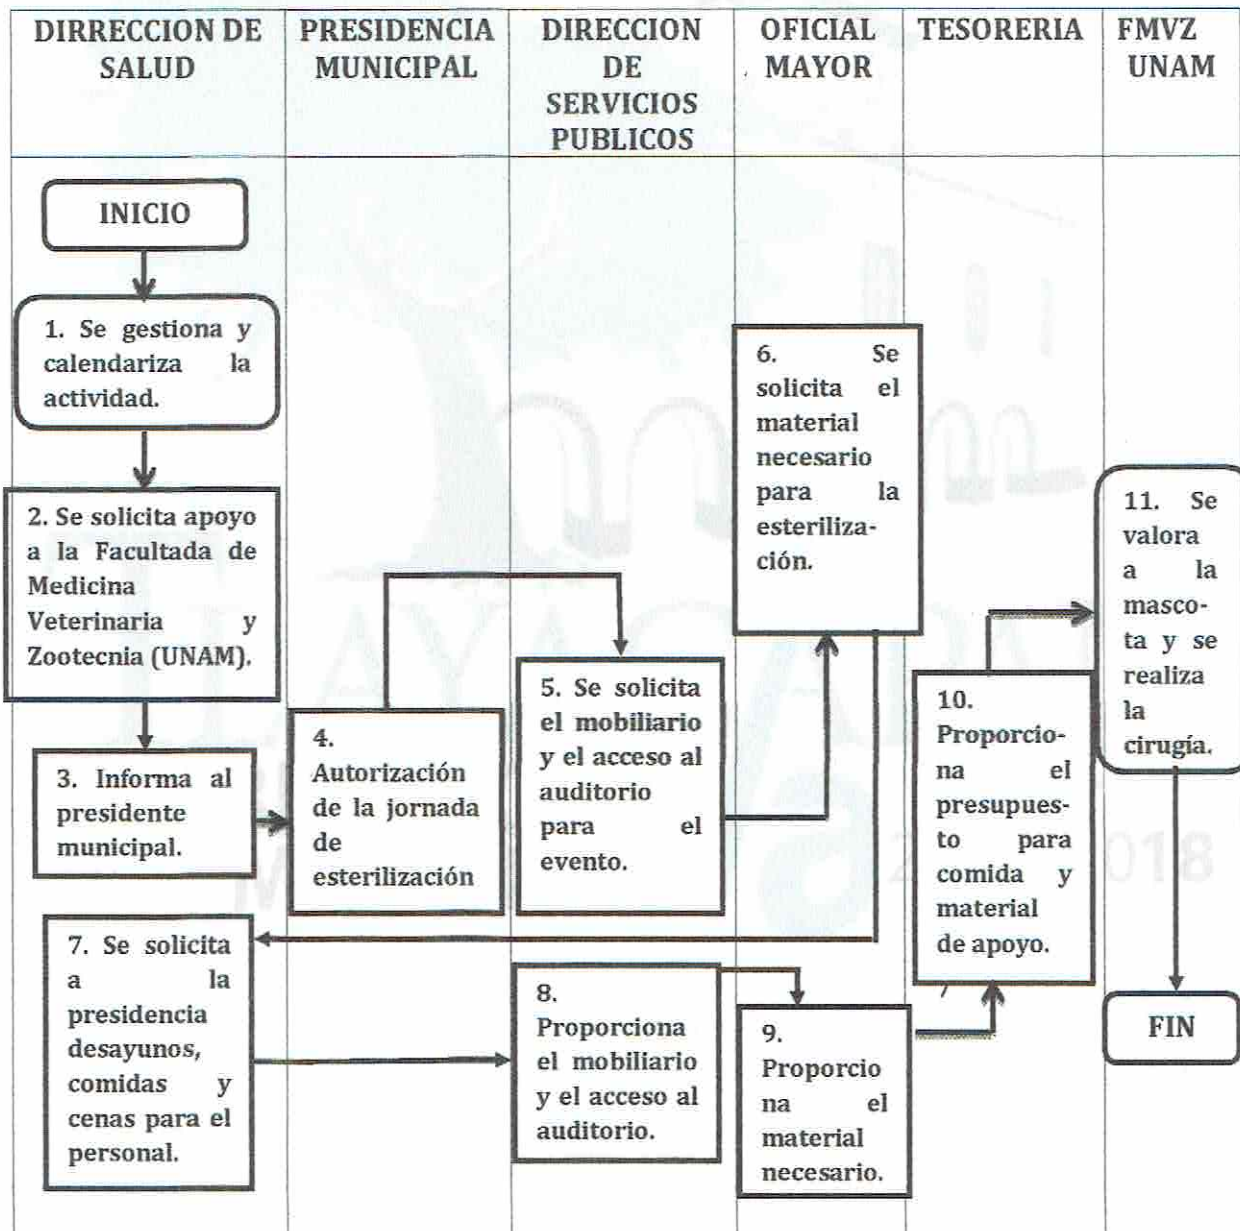 DIRRECCION DE
SALUD
PRESIDENCIA
MUNICIPAL
DIRECCION
DE
SERVICIOS
PUBLICOS
OFICIAL
MAYOR
TESORERIA
FMVZ
UNAM
INICIO
1. Se gestiona y
calendariza la
actividad.
2. Se solicita apoyo
a la Facultada de
Medicina
Veterinaria y
Zootecnia (UNAM).
3. Informa al
presidente
municipal.
4.
Autorización
de la jornada
de
esterilización
5. Se solicita
el mobiliario
y el acceso al
auditorio
para el
evento.
6. Se
solicita el
material
necesario
para la
esteriliza-
ción.
7. Se solicita
a la
presidencia
desayunos,
comidas y
cenas para el
personal.
8.
Proporciona
el mobiliario
y el acceso al
auditorio.
9.
Proporcio
na el
material
necesario.
10.
Proporcio-
na el
presupues-
to para
comida y
material
de apoyo.
11. Se
valora
a la
masco-
ta y se
realiza
la
cirugía.
FIN